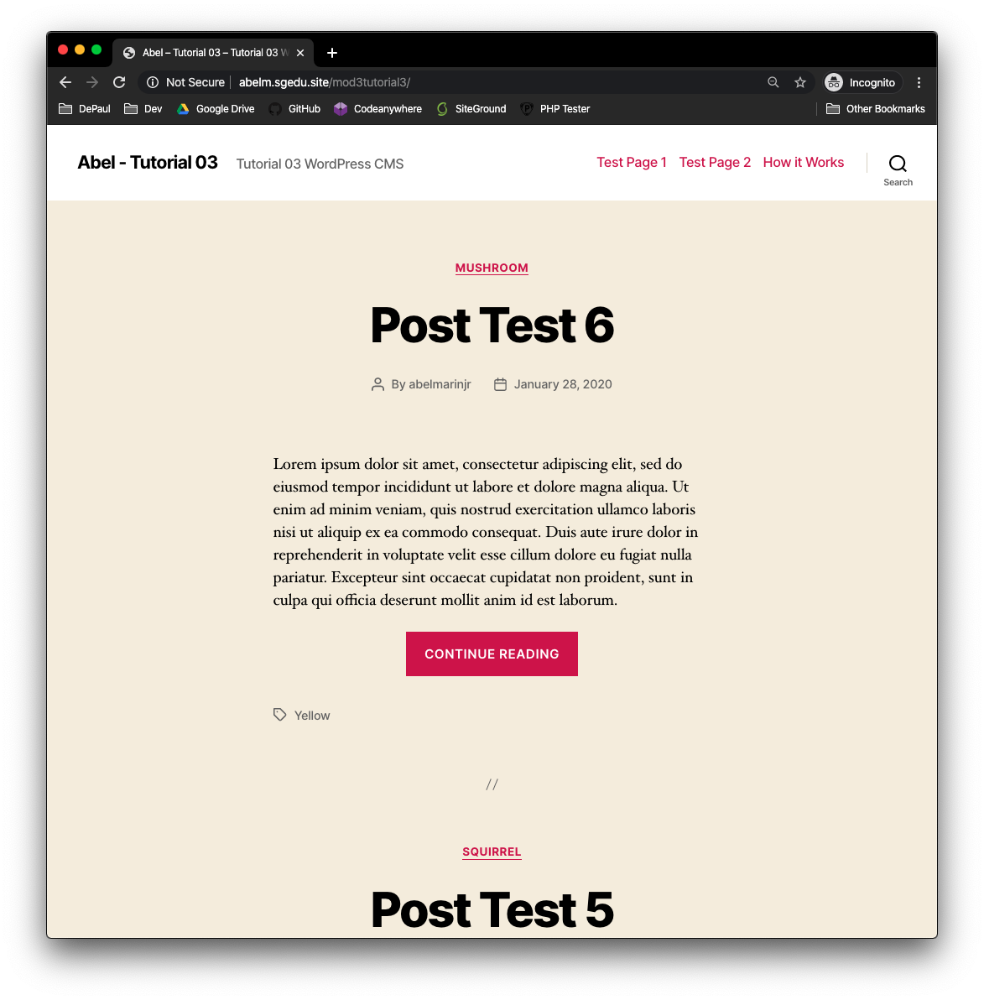 Abel – Tutorial 03 – Tutorial 03 W
Not Secure
abelm.sgedu.site/mod3tutorial3/
Incognito
DePaul
Dev
Google Drive
GitHub
Codeanywhere
SiteGround
PHP Tester
Other Bookmarks
Abel - Tutorial 03
Tutorial 03 WordPress CMS
Test Page 1
Test Page 2
How it Works
Search
MUSHROOM
Post Test 6
By abelmarinjr
January 28, 2020
Lorem ipsum dolor sit amet, consectetur adipiscing elit, sed do
eiusmod tempor incididunt ut labore et dolore magna aliqua. Ut
enim ad minim veniam, quis nostrud exercitation ullamco laboris
nisi ut aliquip ex ea commodo consequat. Duis aute irure dolor in
reprehenderit in voluptate velit esse cillum dolore eu fugiat nulla
pariatur. Excepteur sint occaecat cupidatat non proident, sunt in
culpa qui officia deserunt mollit anim id est laborum.
CONTINUE READING
Yellow
//
SQUIRREL
Post Test 5